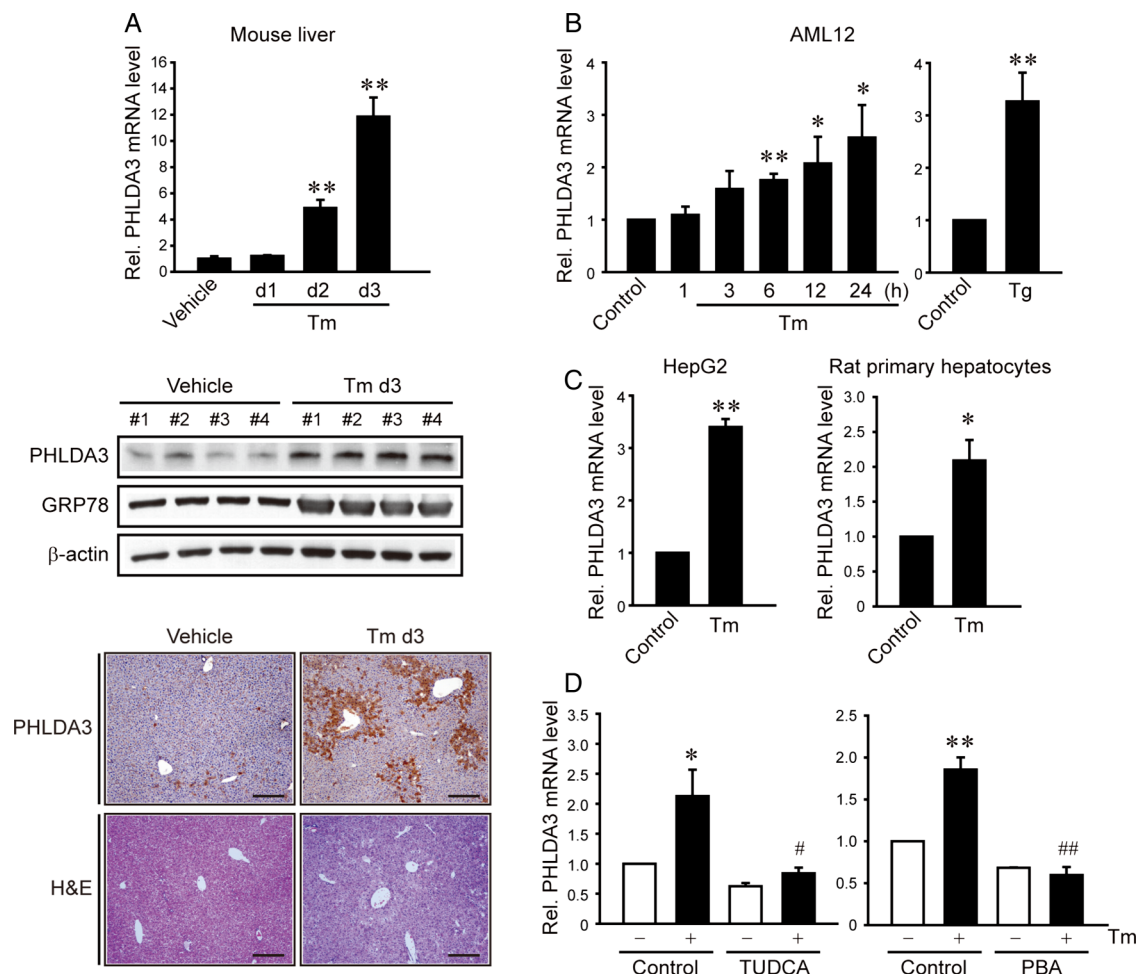 A
Mouse liver
Rel. PHLDA3 mRNA level
16
14
12
10
8
6
4
2
0
**
**
Vehicle
d1 d2 d3
Tm
Vehicle Tm d3
#1 #2 #3 #4 #1 #2 #3 #4
PHLDA3
GRP78
β-actin
Vehicle Tm d3
PHLDA3
H&E
B
AML12
Rel. PHLDA3 mRNA level
4
3
2
1
0
**
*
*
Control 1 3 6 12 24 (h)
Tm
4
3
2
1
0
**
Control Tg
C
HepG2
Rel. PHLDA3 mRNA level
4
3
2
1
0
**
Control Tm
Rat primary hepatocytes
Rel. PHLDA3 mRNA level
3.0
2.5
2.0
1.5
1.0
0.5
0
*
Control Tm
D
Rel. PHLDA3 mRNA level
3.5
3.0
2.5
2.0
1.5
1.0
0.5
0
*
#
− + − +
Control TUDCA
2.5
2.0
1.5
1.0
0.5
0
**
##
− + − + Tm
Control PBA